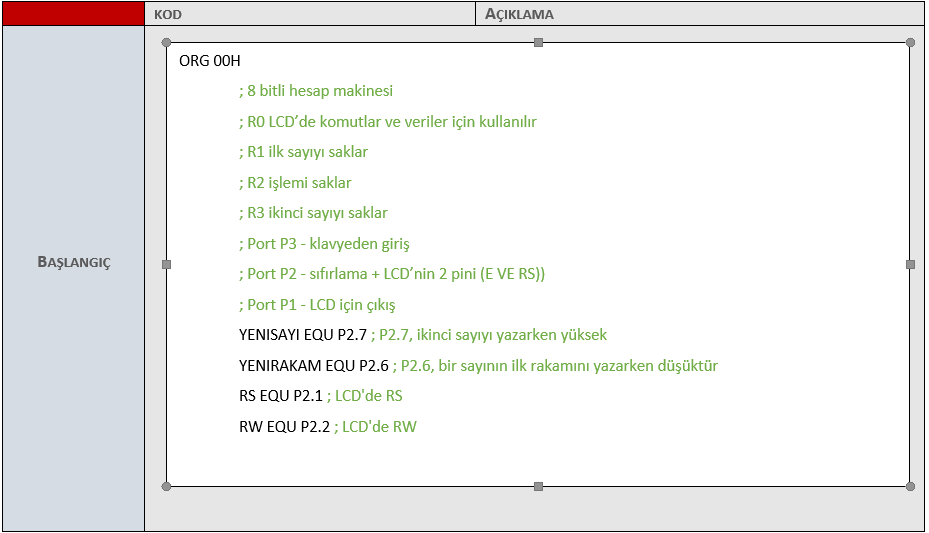 KOD
AÇIKLAMA
ORG 00H
; 8 bitli hesap makinesi
; R0 LCD’de komutlar ve veriler için kullanılır
; R1 ilk sayıyı saklar
; R2 işlemi saklar
; R3 ikinci sayıyı saklar
; Port P3 - klavyeden giriş
BAŞLANGIÇ
; Port P2 - sıfırlama + LCD’nin 2 pini (E VE RS))
; Port P1 - LCD için çıkış
YENISAYI EQU P2.7 ; P2.7, ikinci sayıyı yazarken yüksek
YENIRAKAM EQU P2.6 ; P2.6, bir sayının ilk rakamını yazarken düşüktür
RS EQU P2.1 ; LCD'de RS
RW EQU P2.2 ; LCD'de RW